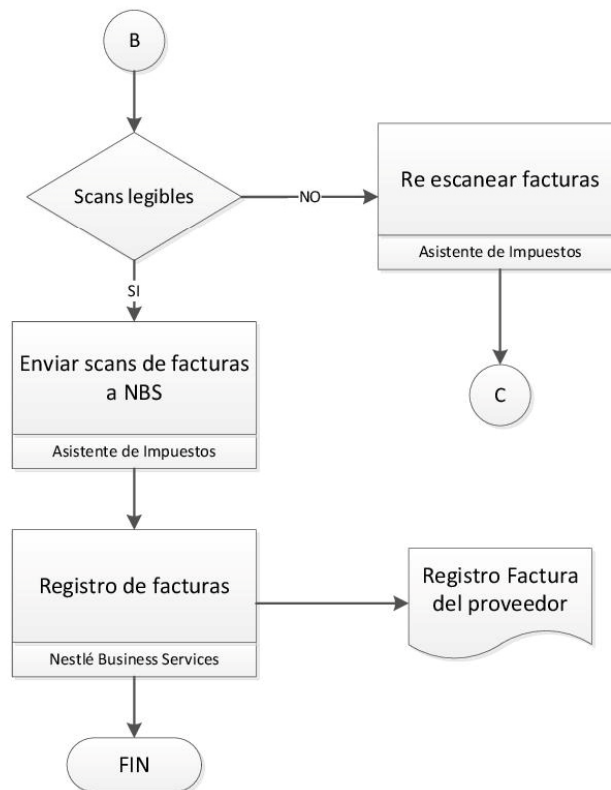 B
Scans legibles
NO
Re escanear facturas
Asistente de Impuestos
SI
Enviar scans de facturas
a NBS
Asistente de Impuestos
C
Registro de facturas
Nestlé Business Services
Registro Factura
del proveedor
FIN